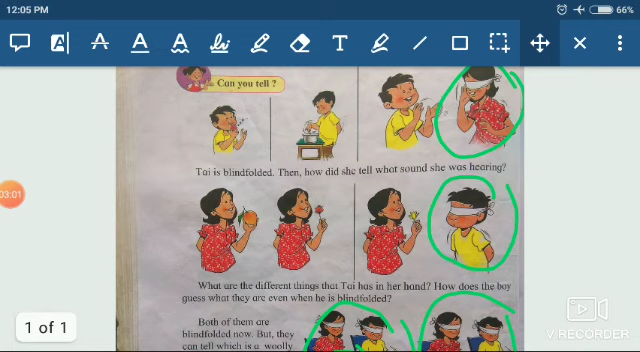 12:05 PM
66%
A
A
A
A
T
Can you tell ?
Tai is blindfolded. Then, how did she tell what sound she was hearing?
03:01
What are the different things that Tai has in her hand? How does the boy
guess what they are even when he is blindfolded?
1 of 1
Both of them are
blindfolded now. But, they
can tell which is a woolly
V.RECORDER